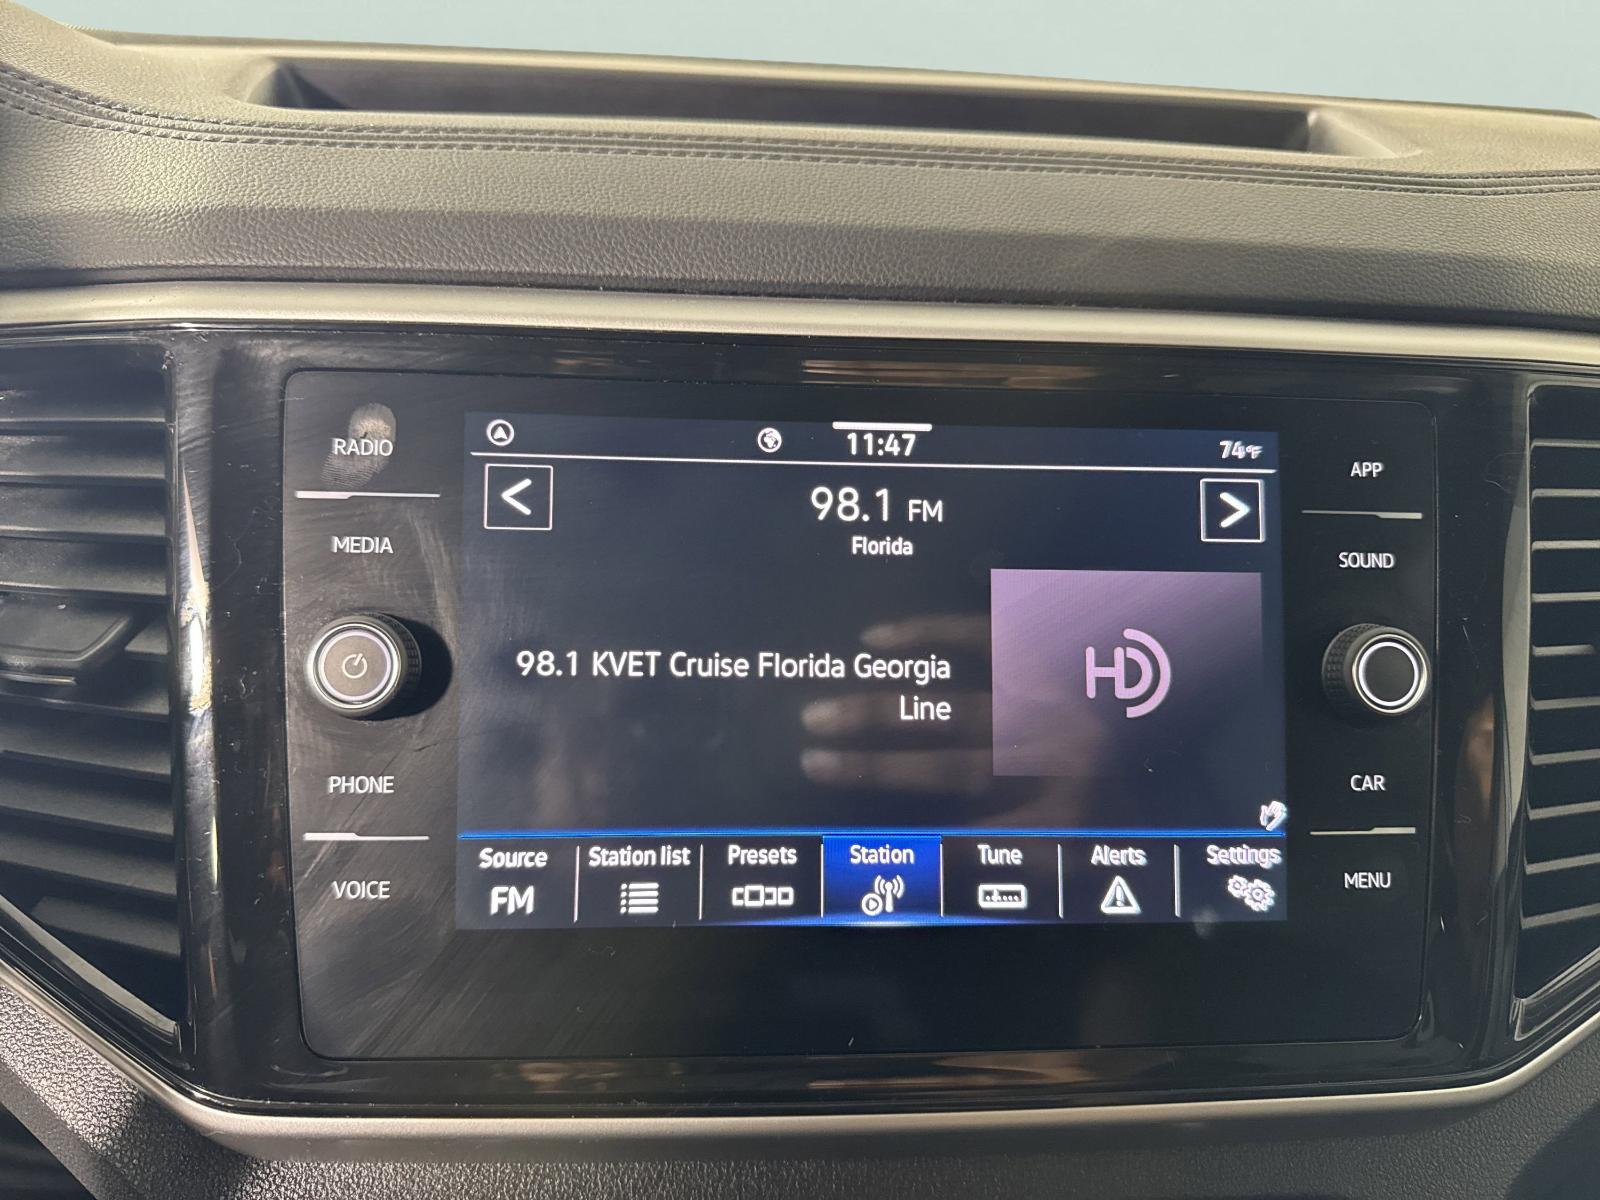 RADIO
MEDIA
PHONE
VOICE
11:47
74°F
98.1 FM
Florida
98.1 KVET Cruise Florida Georgia
Line
HD
Source
FM
Station list
Presets
Station
Tune
Alerts
Settings
APP
SOUND
CAR
MENU